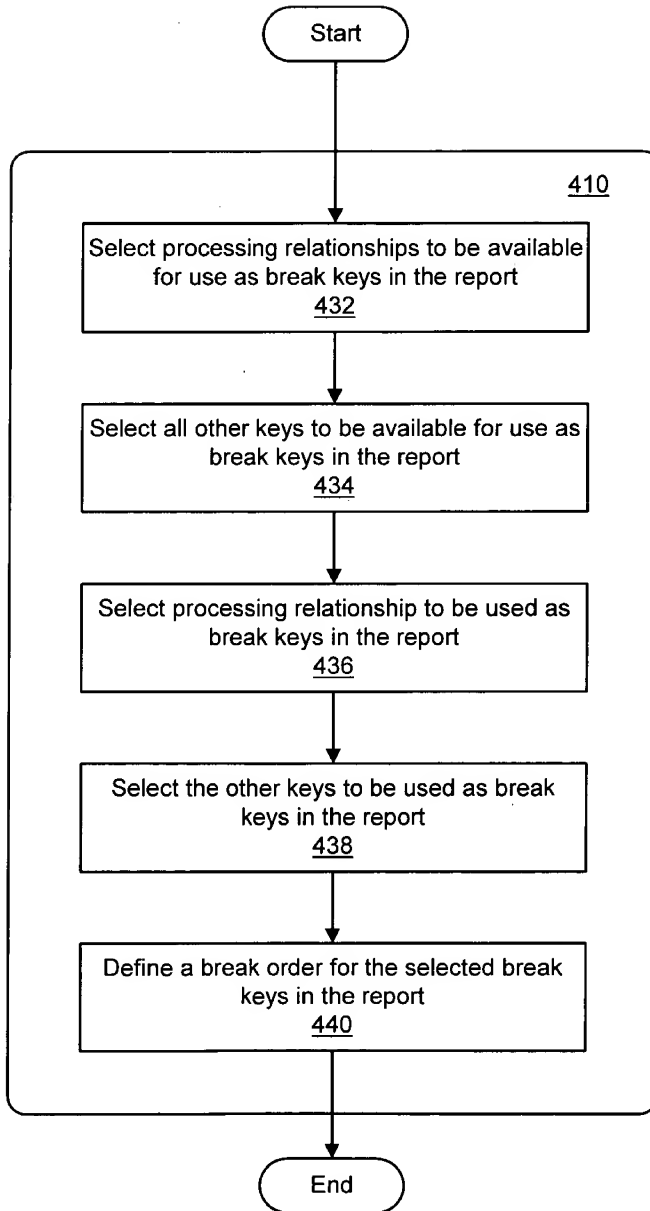 Start
410
Select processing relationships to be available
for use as break keys in the report
432
Select all other keys to be available for use as
break keys in the report
434
Select processing relationship to be used as
break keys in the report
436
Select the other keys to be used as break
keys in the report
438
Define a break order for the selected break
keys in the report
440
End